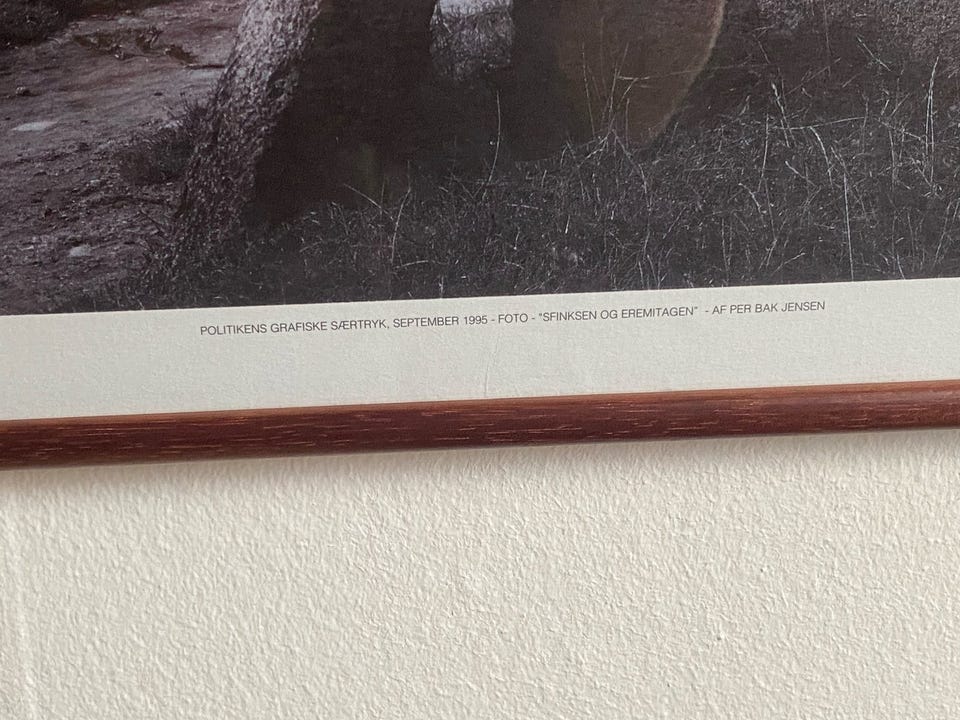 POLITIKENS GRAFISKE SÆRTRYK, SEPTEMBER 1995 - FOTO - "SFINKSEN OG EREMITAGEN" - AF PER BAK JENSEN